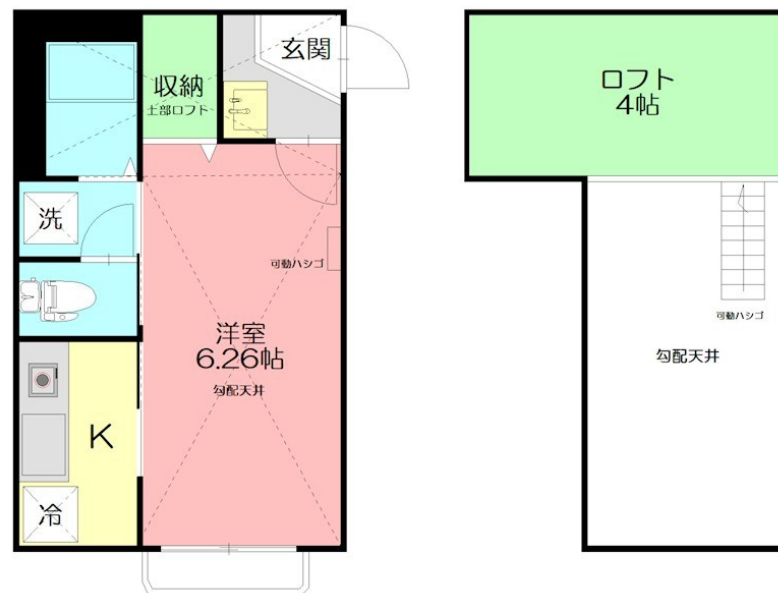 玄関
収納
上部ロフト
洗
可動ハシゴ
洋室
6.26帖
勾配天井
K
冷
ロフト
4帖
可動ハシゴ
勾配天井